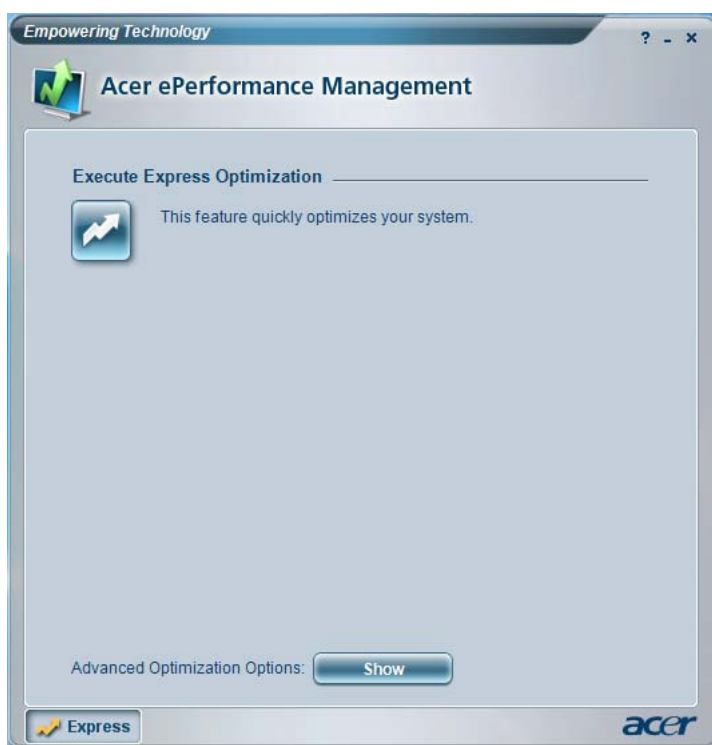 Empowering Technology
? - x
Acer ePerformance Management
Execute Express Optimization
This feature quickly optimizes your system.
Advanced Optimization Options: Show
Express
acer